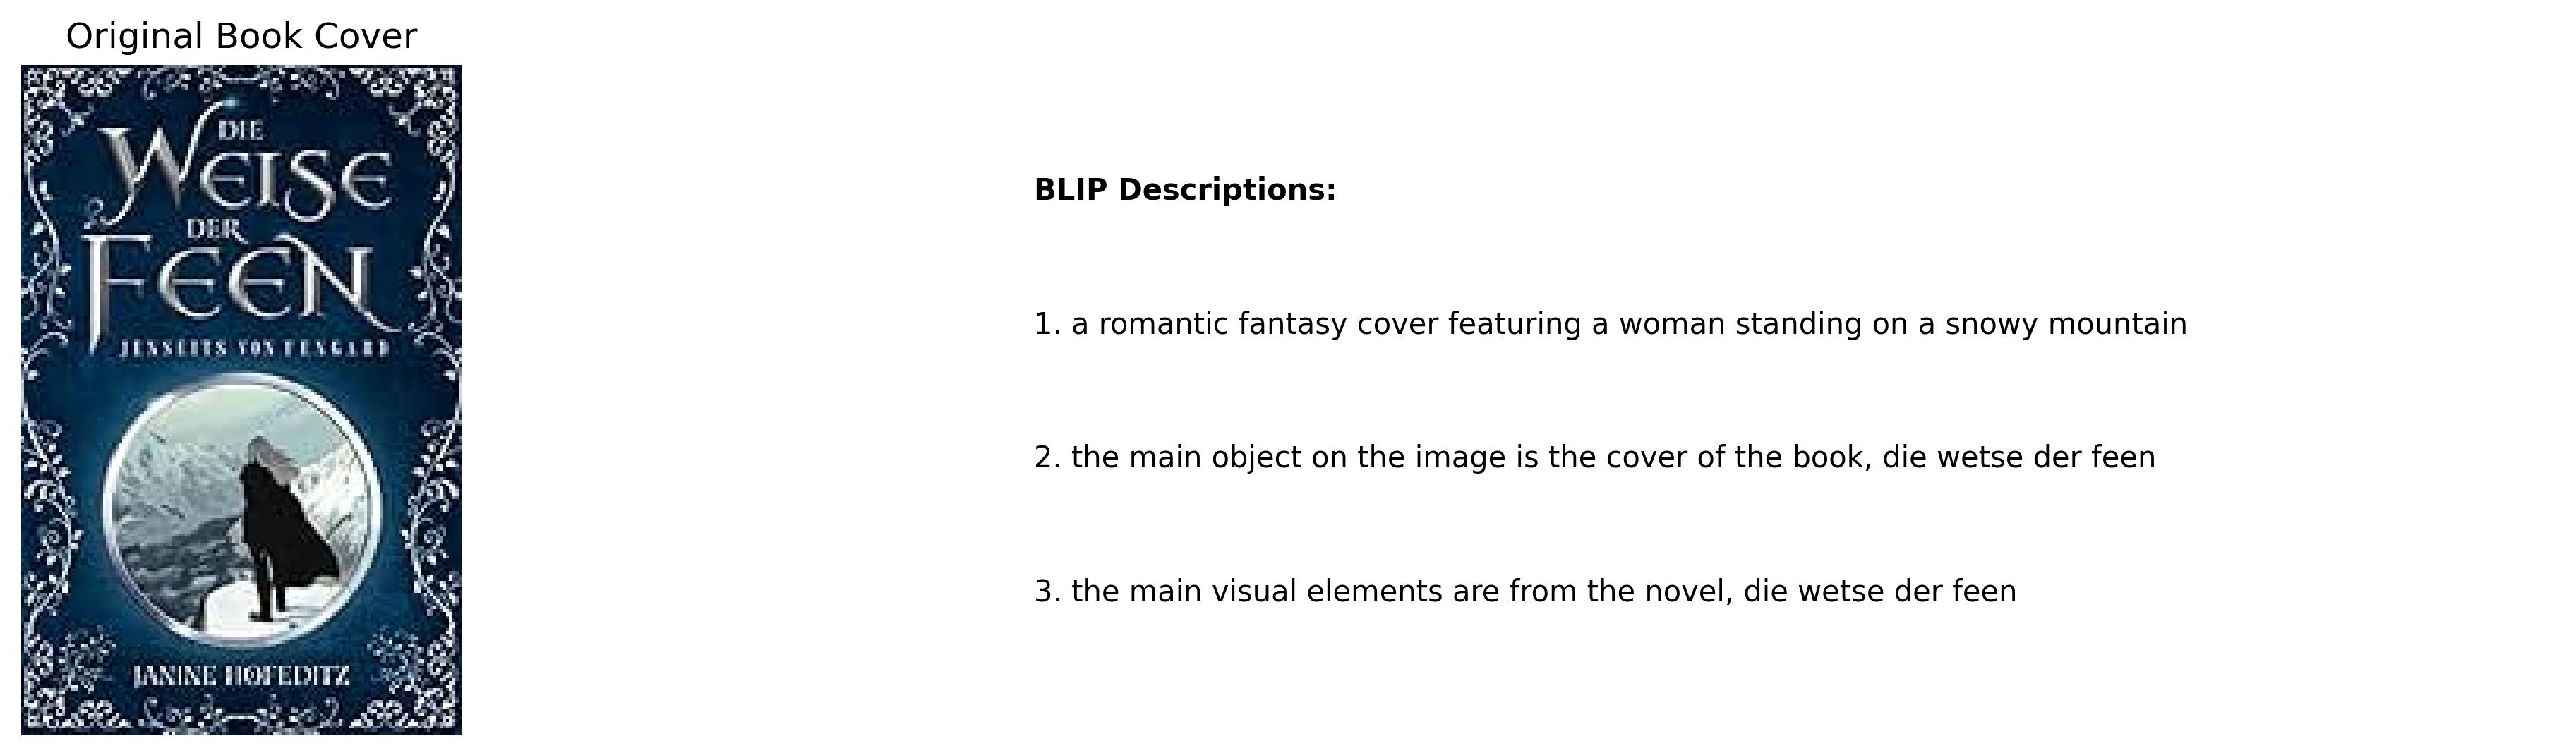 Original Book Cover
DIE
WEISE
DER
FEEN
JENSEITS VON FENGARD
JANINE HOFEDITZ
BLIP Descriptions:
1. a romantic fantasy cover featuring a woman standing on a snowy mountain
2. the main object on the image is the cover of the book, die wetse der feen
3. the main visual elements are from the novel, die wetse der feen